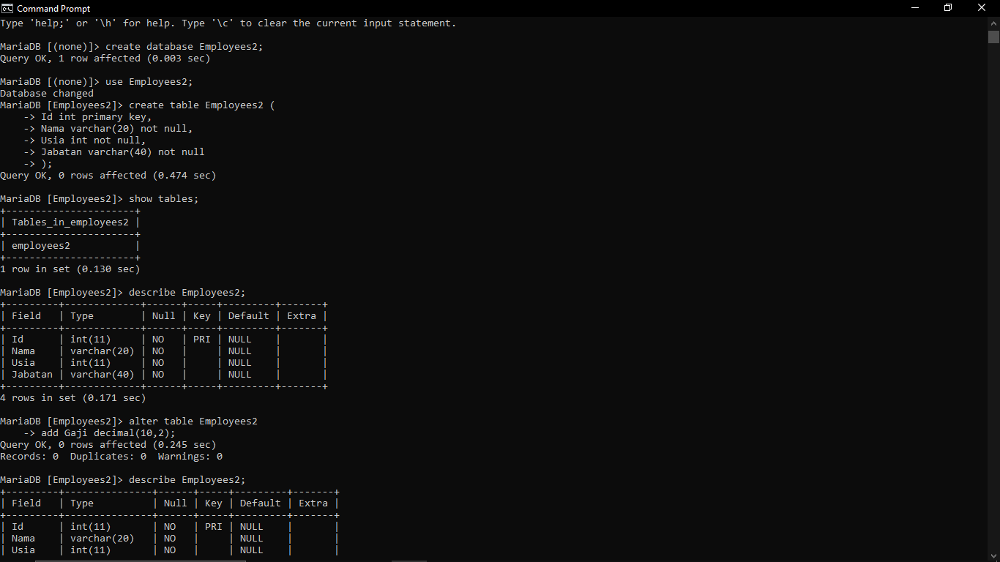 Command Prompt
Type 'help;' or '\h' for help. Type '\c' to clear the current input statement.
MariaDB [(none)]> create database Employees2;
Query OK, 1 row affected (0.003 sec)
MariaDB [(none)]> use Employees2;
Database changed
MariaDB [Employees2]> create table Employees2 (
    -> Id int primary key,
    -> Nama varchar(20) not null,
    -> Usia int not null,
    -> Jabatan varchar(40) not null
    -> );
Query OK, 0 rows affected (0.474 sec)
MariaDB [Employees2]> show tables;
+----------------------+
| Tables_in_employees2 |
+----------------------+
| employees2           |
+----------------------+
1 row in set (0.130 sec)
MariaDB [Employees2]> describe Employees2;
+---------+-------------+------+-----+---------+-------+
| Field   | Type        | Null | Key | Default | Extra |
+---------+-------------+------+-----+---------+-------+
| Id      | int(11)     | NO   | PRI | NULL    |       |
| Nama    | varchar(20) | NO   |     | NULL    |       |
| Usia    | int(11)     | NO   |     | NULL    |       |
| Jabatan | varchar(40) | NO   |     | NULL    |       |
+---------+-------------+------+-----+---------+-------+
4 rows in set (0.171 sec)
MariaDB [Employees2]> alter table Employees2
    -> add Gaji decimal(10,2);
Query OK, 0 rows affected (0.245 sec)
Records: 0  Duplicates: 0  Warnings: 0
MariaDB [Employees2]> describe Employees2;
+---------+---------------+------+-----+---------+-------+
| Field   | Type          | Null | Key | Default | Extra |
+---------+---------------+------+-----+---------+-------+
| Id      | int(11)       | NO   | PRI | NULL    |       |
| Nama    | varchar(20)   | NO   |     | NULL    |       |
| Usia    | int(11)       | NO   |     | NULL    |       |